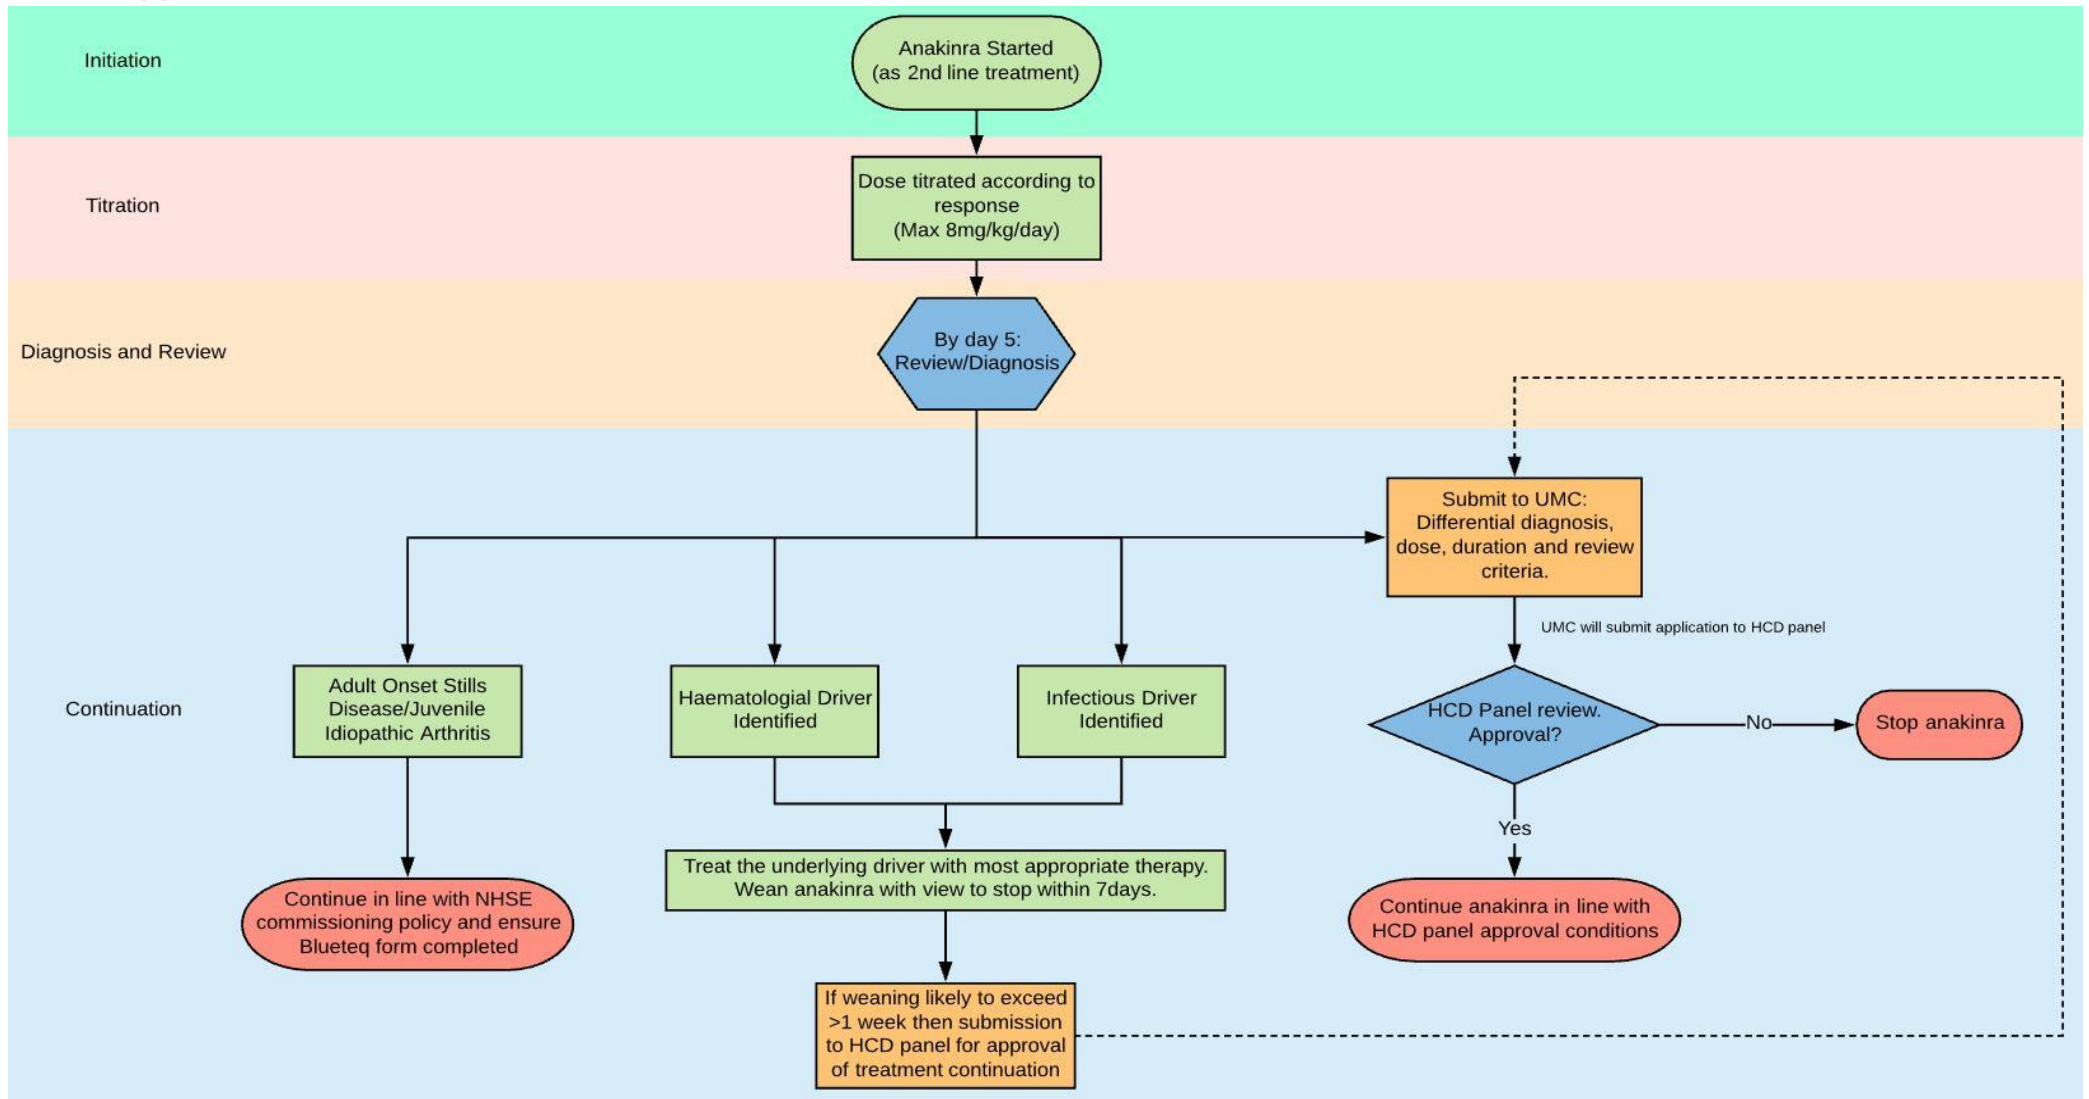 Initiation
Anakinra Started
(as 2nd line treatment)
Titration
Dose titrated according to
response
(Max 8mg/kg/day)
Diagnosis and Review
By day 5:
Review/Diagnosis
Submit to UMC:
Differential diagnosis,
dose, duration and review
criteria.
UMC will submit application to HCD panel
Continuation
Adult Onset Stills
Disease/Juvenile
Idiopathic Arthritis
Haematologial Driver
Identified
Infectious Driver
Identified
HCD Panel review.
Approval?
No
Stop anakinra
Yes
Treat the underlying driver with most appropriate therapy.
Wean anakinra with view to stop within 7days.
Continue in line with NHSE
commissioning policy and ensure
Blueteq form completed
Continue anakinra in line with
HCD panel approval conditions
If weaning likely to exceed
>1 week then submission
to HCD panel for approval
of treatment continuation